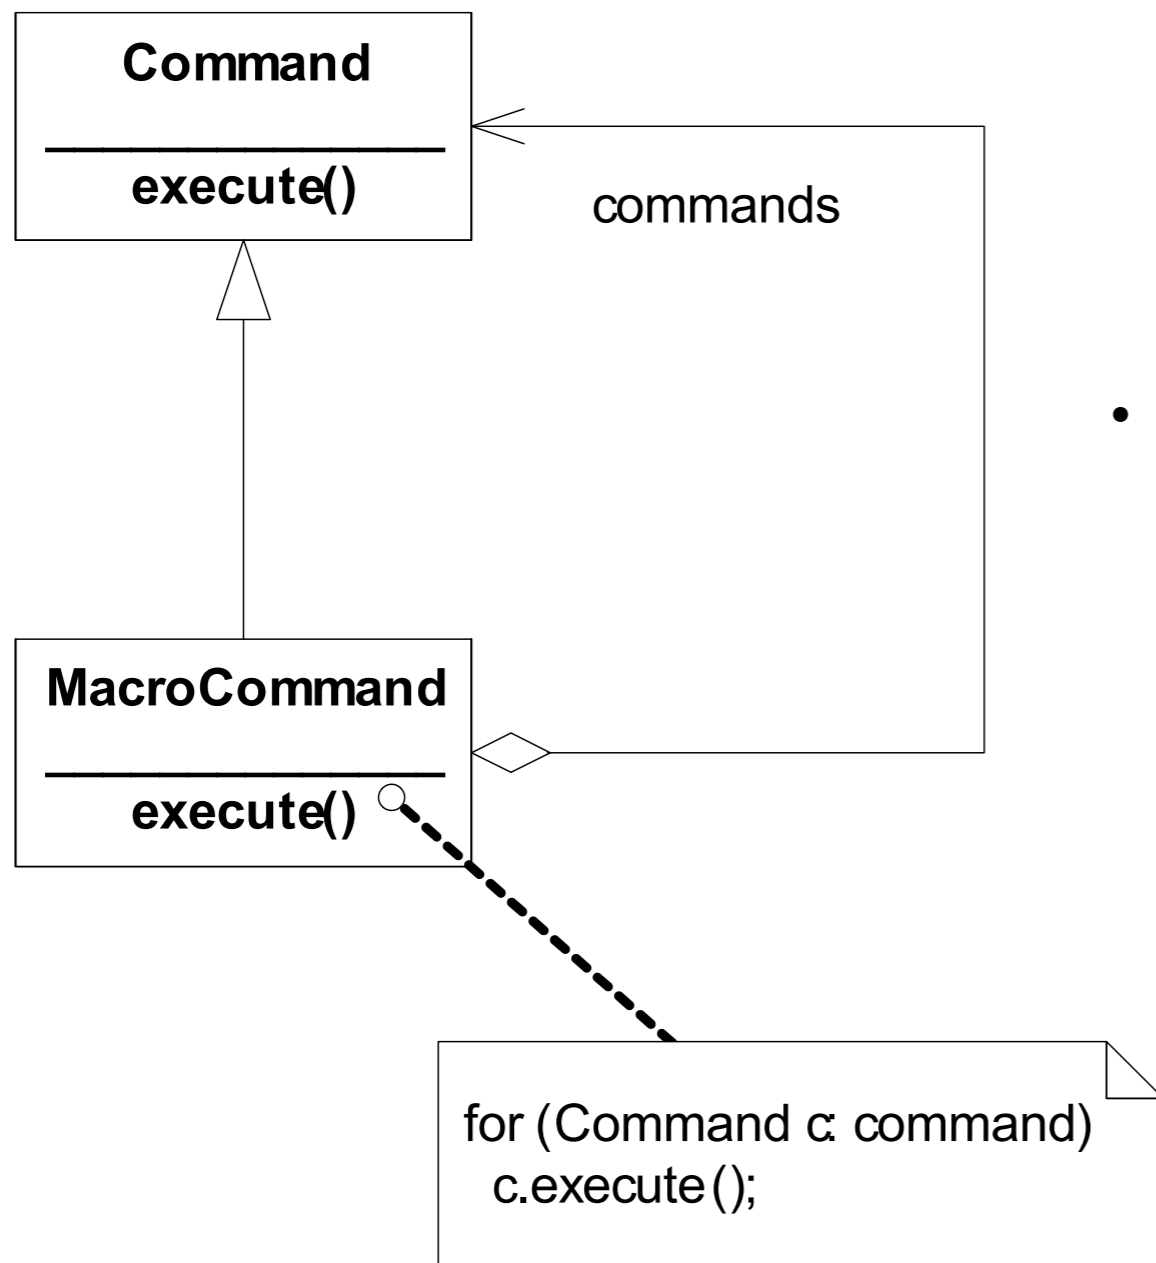 Command
execute()
commands
•
MacroCommand
execute()
for (Command c: command)
c.execute();